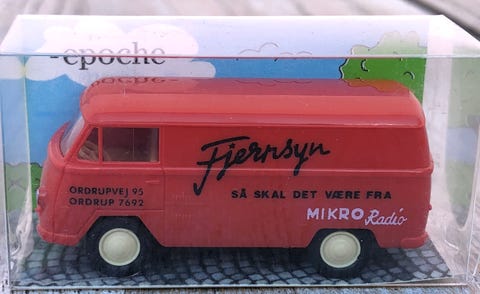 -epoche
Fjernsyn
ORDRUPVEJ 95
ORDRUP 7692
SÅ SKAL DET VÆRE FRA
MIKRO Radio